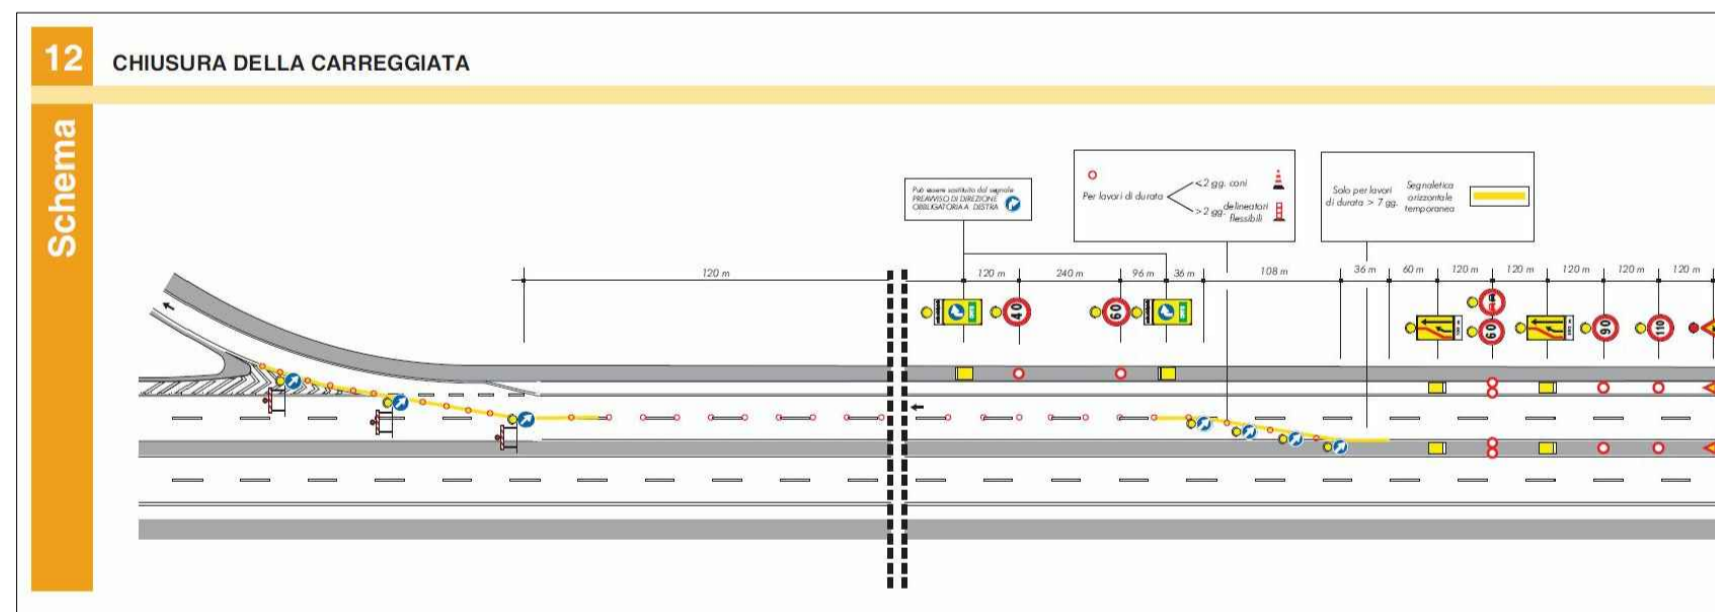 12
CHIUSURA DELLA CARREGGIATA
Schema
Può essere sostituito dal segnale
PREAVVISO DI DIREZIONE
OBBLIGATORIA A DESTRA
Per lavori di durata
<2 gg. coni
>2 gg. delineatori
flessibili
Solo per lavori
di durata > 7 gg.
Segnaletica
orizzontale
temporanea
120 m
120 m
240 m
96 m
36 m
108 m
36 m
60 m
120 m
120 m
120 m
120 m
120 m
40
60
60
90
110